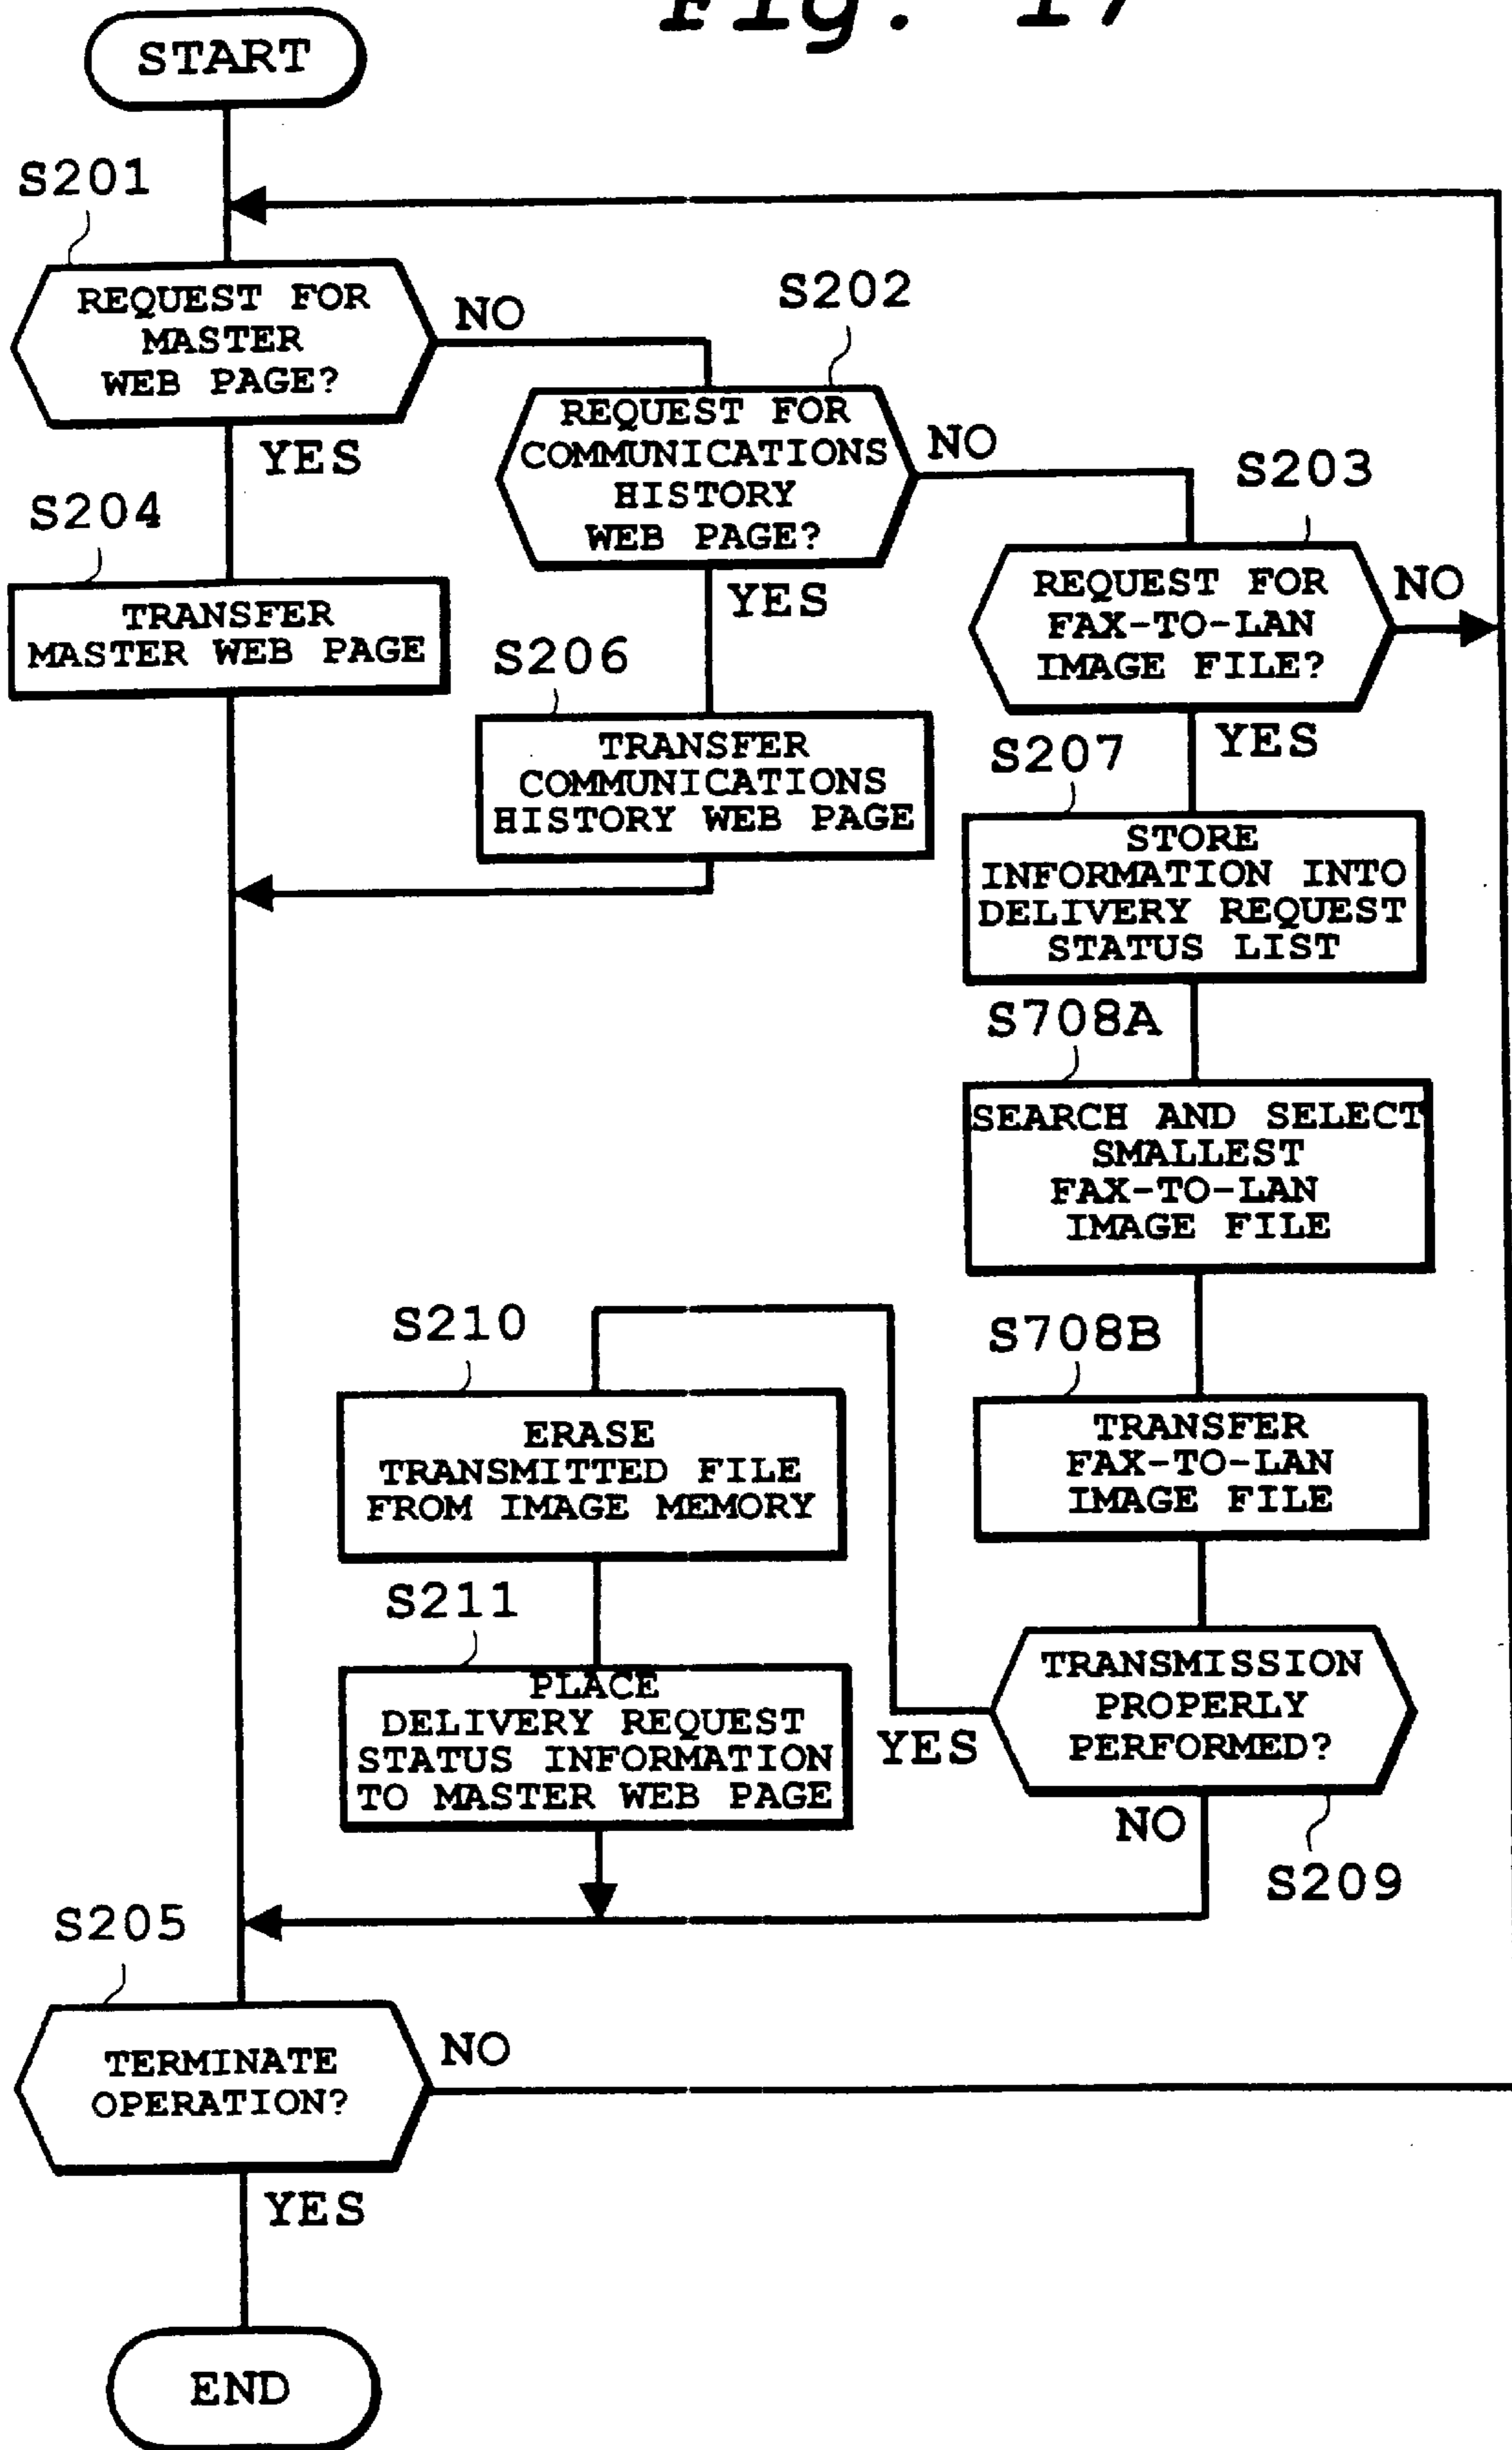 Fig. 17
START
S201
REQUEST FOR
MASTER
WEB PAGE?
NO
YES
S202
REQUEST FOR
COMMUNICATIONS
HISTORY
WEB PAGE?
NO
YES
S203
REQUEST FOR
FAX-TO-LAN
IMAGE FILE?
NO
YES
S204
TRANSFER
MASTER WEB PAGE
S206
TRANSFER
COMMUNICATIONS
HISTORY WEB PAGE
S207
STORE
INFORMATION INTO
DELIVERY REQUEST
STATUS LIST
S708A
SEARCH AND SELECT
SMALLEST
FAX-TO-LAN
IMAGE FILE
S708B
TRANSFER
FAX-TO-LAN
IMAGE FILE
TRANSMISSION
PROPERLY
PERFORMED?
YES
NO
S209
S210
ERASE
TRANSMITTED FILE
FROM IMAGE MEMORY
S211
PLACE
DELIVERY REQUEST
STATUS INFORMATION
TO MASTER WEB PAGE
S205
TERMINATE
OPERATION?
NO
YES
END